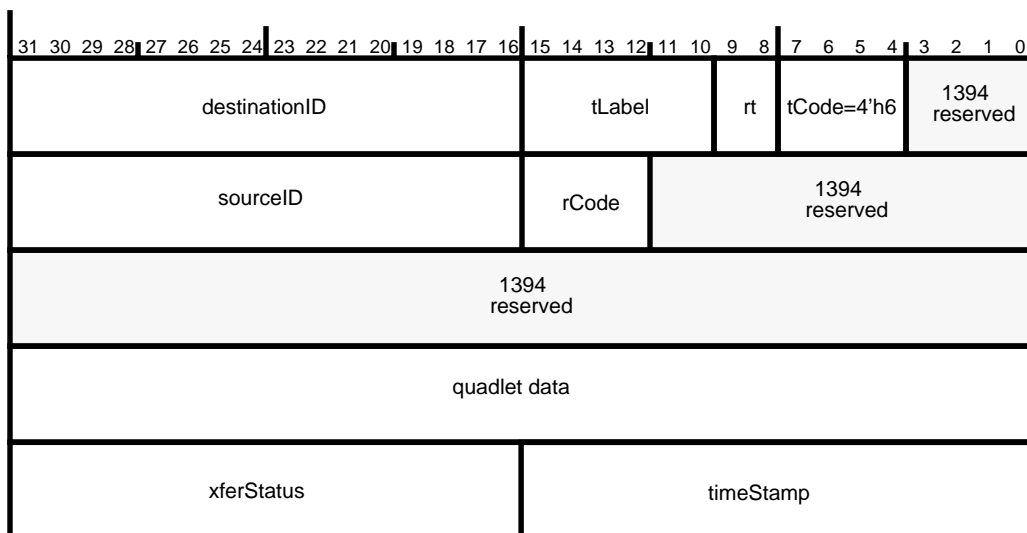 31 30 29 28 27 26 25 24 23 22 21 20 19 18 17 16 15 14 13 12 11 10 9 8 7 6 5 4 3 2 1 0
destinationID tLabel rt tCode=4'h6 1394
reserved
sourceID rCode 1394
reserved
1394
reserved
quadlet data
xferStatus timeStamp